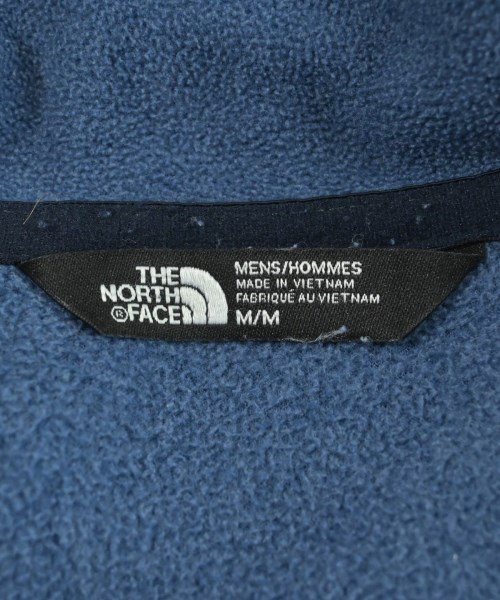 THE
NORTH
®FACE
MENS/HOMMES
MADE IN VIETNAM
FABRIQUÉ AU VIETNAM
M/M